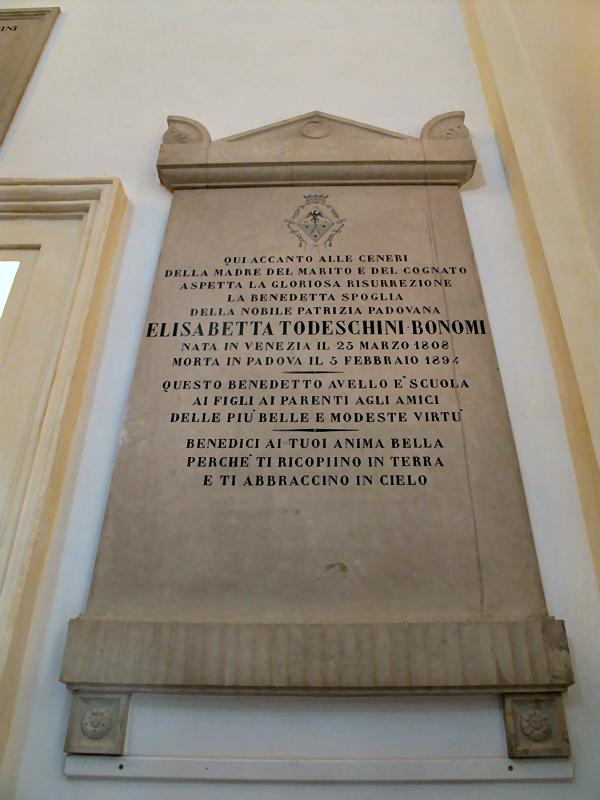 QUI ACCANTO ALLE CENERI
DELLA MADRE DEL MARITO E DEL COGNATO
ASPETTA LA GLORIOSA RISURREZIONE
LA BENEDETTA SPOGLIA
DELLA NOBILE PATRIZIA PADOVANA
ELISABETTA TODESCHINI·BONOMI
NATA IN VENEZIA IL 25 MARZO 1808
MORTA IN PADOVA IL 5 FEBBRAIO 1894
QUESTO BENEDETTO AVELLO E` SCUOLA
AI FIGLI AI PARENTI AGLI AMICI
DELLE PIU` BELLE E MODESTE VIRTU`
BENEDICI AI TUOI ANIMA BELLA
PERCHE` TI RICOPIINO IN TERRA
E TI ABBRACCINO IN CIELO